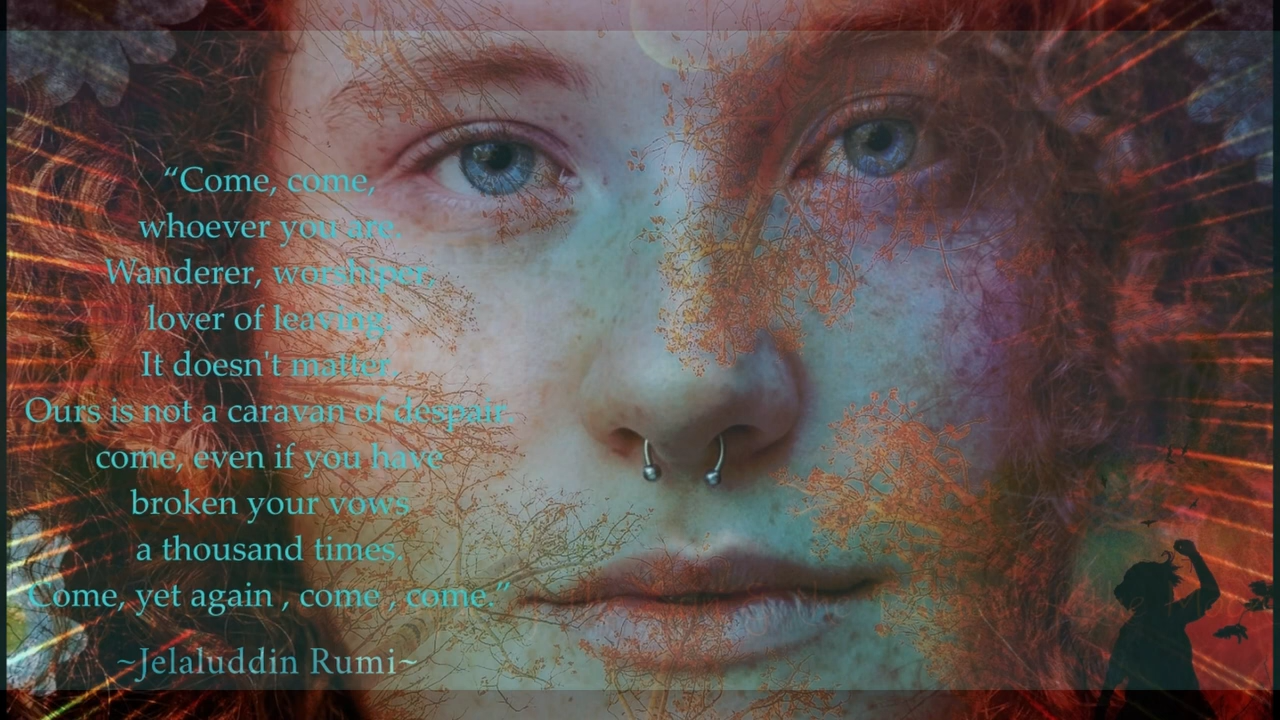 “Come, come,
whoever you are.
Wanderer, worshiper,
lover of leaving.
It doesn't matter.
Ours is not a caravan of despair.
come, even if you have
broken your vows
a thousand times.
Come, yet again , come , come.”
~Jelaluddin Rumi~